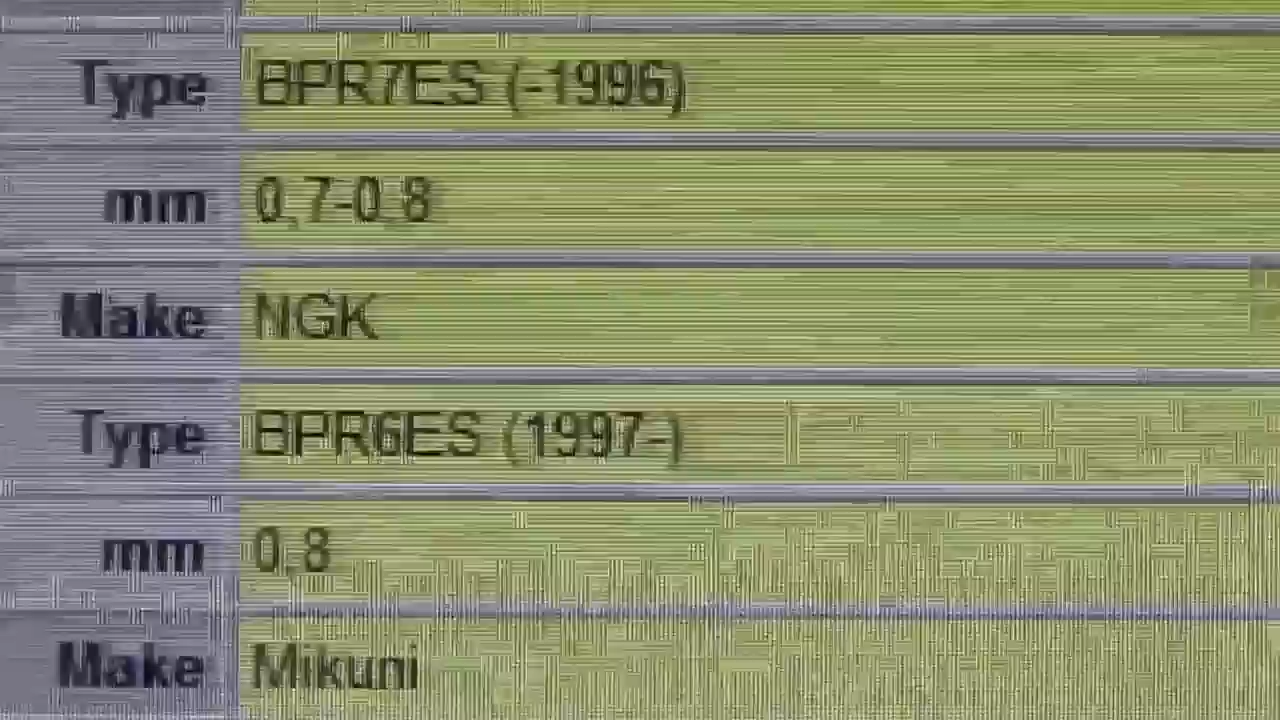 Type BPR7ES (-1996)
mm 0,7-0,8
Make NGK
Type BPR6ES (1997-)
mm 0,8
Make Mikuni